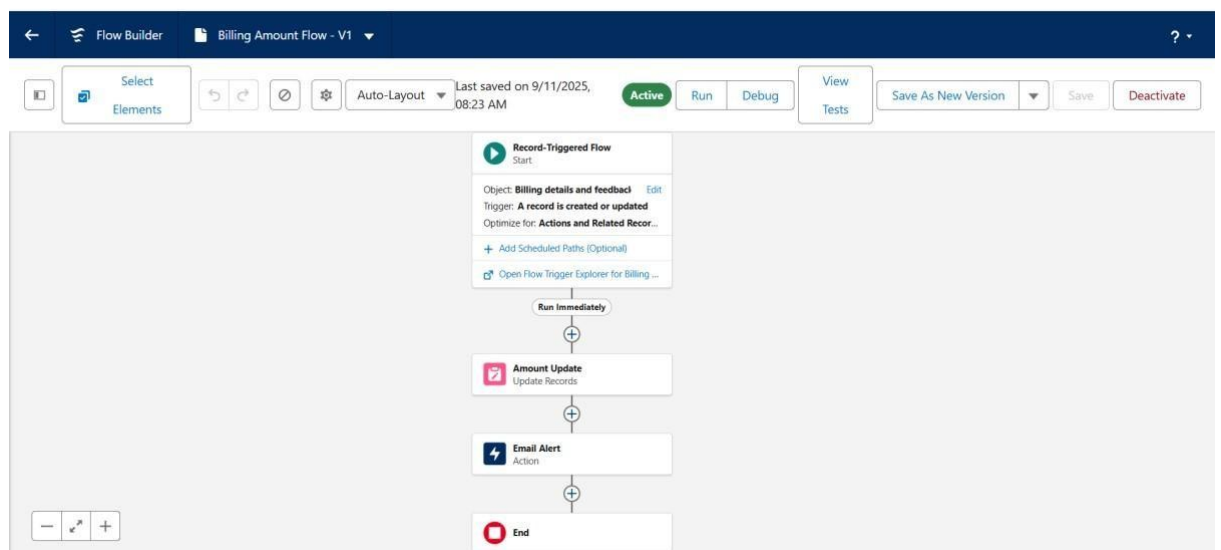 Flow Builder
Billing Amount Flow - V1
?
Select
Elements
Auto-Layout
Last saved on 9/11/2025,
08:23 AM
Active
Run
Debug
View
Tests
Save As New Version
Save
Deactivate
Record-Triggered Flow
Start
Object: Billing details and feedback
Edit
Trigger: A record is created or updated
Optimize for: Actions and Related Recor...
+ Add Scheduled Paths (Optional)
Open Flow Trigger Explorer for Billing ...
Run Immediately
Amount Update
Update Records
Email Alert
Action
End